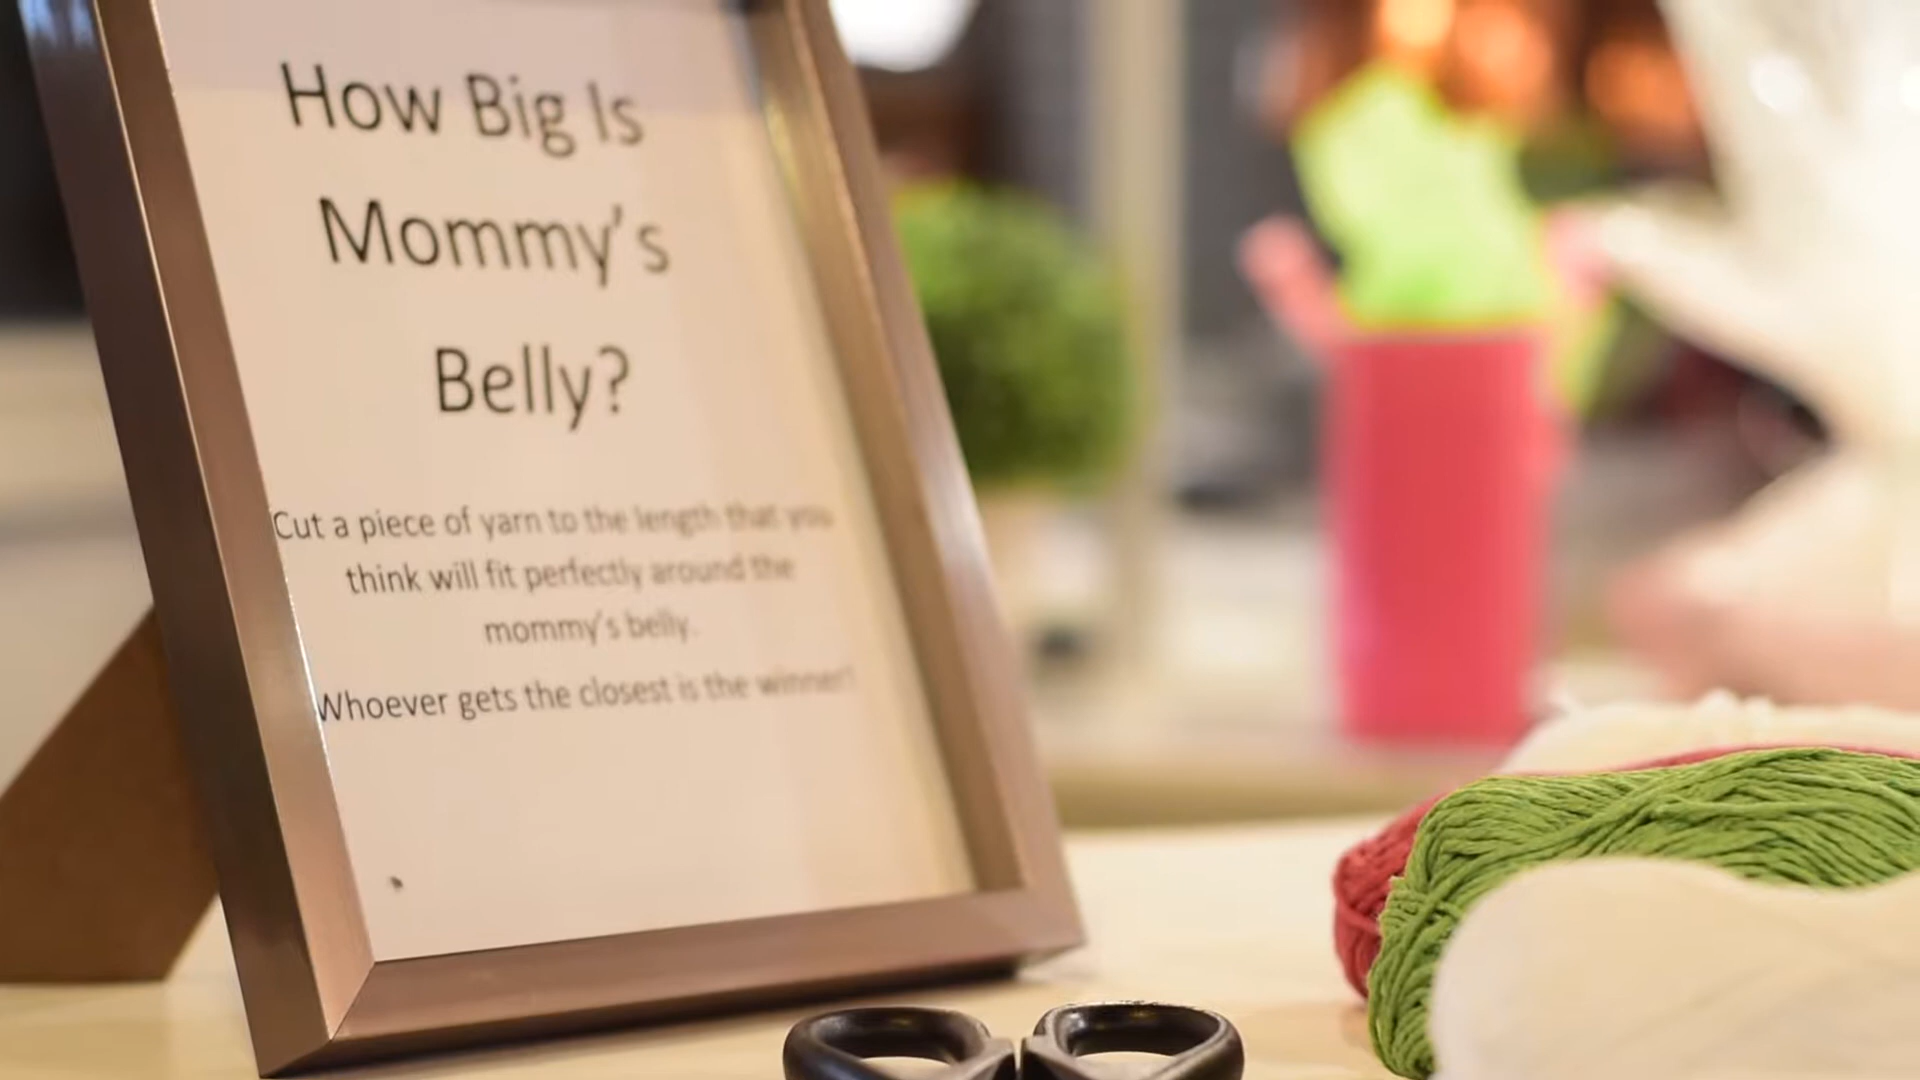 How Big Is
Mommy's
Belly?
Cut a piece of yarn to the length that you
think will fit perfectly around the
mommy's belly.
Whoever gets the closest is the winner!